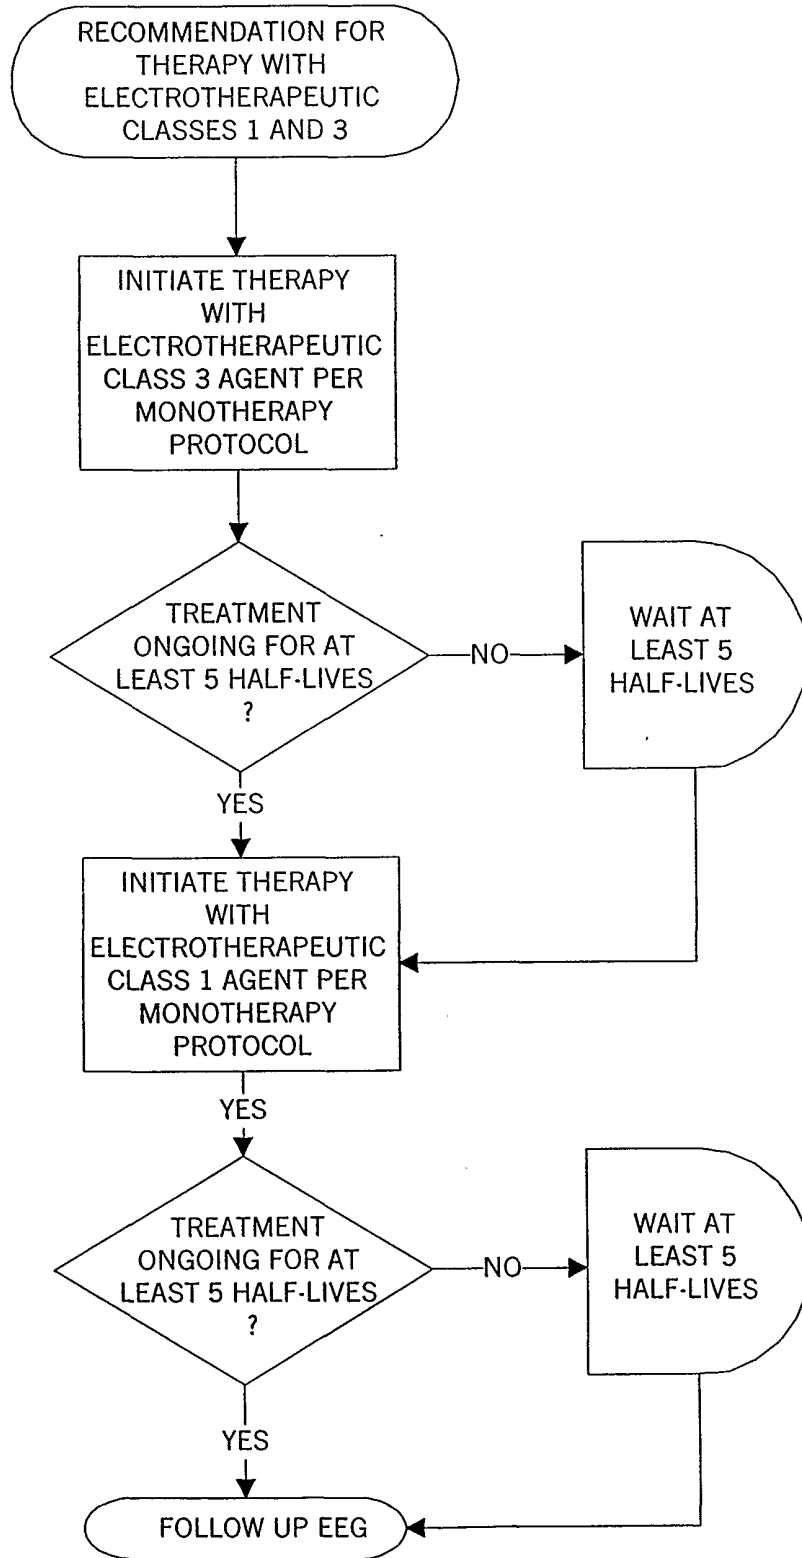 RECOMMENDATION FOR
THERAPY WITH
ELECTROTHERAPEUTIC
CLASSES 1 AND 3
INITIATE THERAPY
WITH
ELECTROTHERAPEUTIC
CLASS 3 AGENT PER
MONOTHERAPY
PROTOCOL
TREATMENT
ONGOING FOR AT
LEAST 5 HALF-LIVES
?
NO
WAIT AT
LEAST 5
HALF-LIVES
YES
INITIATE THERAPY
WITH
ELECTROTHERAPEUTIC
CLASS 1 AGENT PER
MONOTHERAPY
PROTOCOL
YES
TREATMENT
ONGOING FOR AT
LEAST 5 HALF-LIVES
?
NO
WAIT AT
LEAST 5
HALF-LIVES
YES
FOLLOW UP EEG